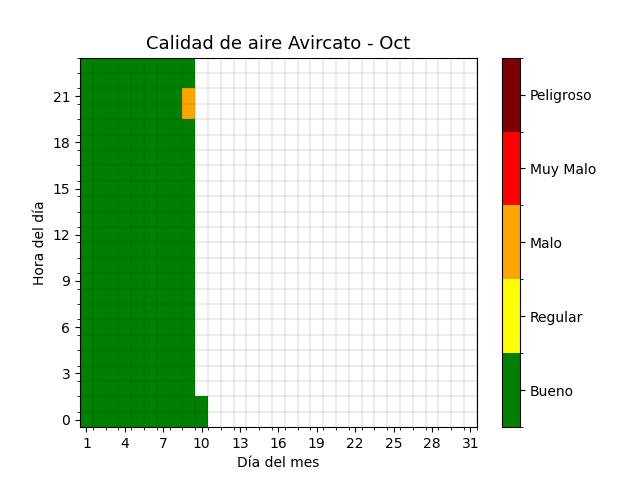 Calidad de aire Avircato - Oct
Hora del día
21
18
15
12
9
6
3
0
1 4 7 10 13 16 19 22 25 28 31
Día del mes
Peligroso
Muy Malo
Malo
Regular
Bueno